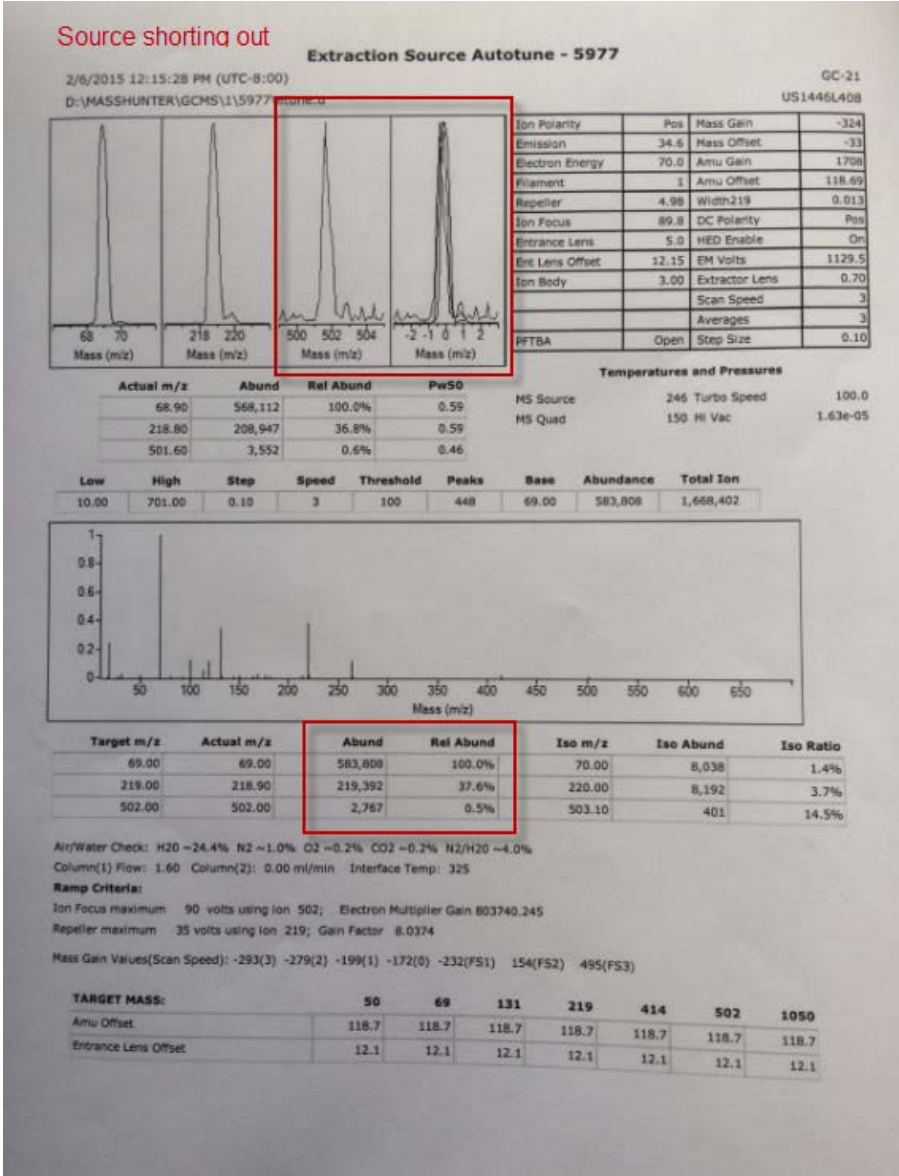 Source shorting out
Extraction Source Autotune - 5977
2/6/2015 12:15:28 PM (UTC-8:00) GC-21
D:\MASSHUNTER\GCMS\1\5977\ US1446L408
Ion Polarity Pos Mass Gain -324
Emission 34.6 Mass Offset -33
Electron Energy 70.0 Amu Gain 1708
Filament 1 Amu Offset 118.69
Repeller 4.98 Width219 0.013
Ion Focus 89.8 DC Polarity Pos
Entrance Lens 5.0 HED Enable On
Ent Lens Offset 12.15 EM Volts 1129.5
Ion Body 3.00 Extractor Lens 0.70
Scan Speed 3
Averages 3
PFTBA Open Step Size 0.10
68 70 218 220 500 502 504 -2 -1 0 1 2
Mass (m/z) Mass (m/z) Mass (m/z) Mass (m/z)
Temperatures and Pressures
MS Source 246 Turbo Speed 100.0
MS Quad 150 Hi Vac 1.63e-05
Actual m/z Abund Rel Abund Pw50
68.90 568,112 100.0% 0.59
218.80 208,947 36.8% 0.59
501.60 3,552 0.6% 0.46
Low High Step Speed Threshold Peaks Base Abundance Total Ion
10.00 701.00 0.10 3 100 448 69.00 583,808 1,668,402
1
0.8
0.6
0.4
0.2
0
50 100 150 200 250 300 350 400 450 500 550 600 650
Mass (m/z)
Target m/z Actual m/z Abund Rel Abund Iso m/z Iso Abund Iso Ratio
69.00 69.00 583,808 100.0% 70.00 8,038 1.4%
219.00 218.90 219,392 37.6% 220.00 8,192 3.7%
502.00 502.00 2,767 0.5% 503.10 401 14.5%
Air/Water Check: H20 ~24.4% N2 ~1.0% O2 ~0.2% CO2 ~0.2% N2/H20 ~4.0%
Column(1) Flow: 1.60 Column(2): 0.00 ml/min Interface Temp: 325
Ramp Criteria:
Ion Focus maximum 90 volts using ion 502; Electron Multiplier Gain 803740.245
Repeller maximum 35 volts using ion 219; Gain Factor 8.0374
Mass Gain Values(Scan Speed): -293(3) -279(2) -199(1) -172(0) -232(FS1) 154(FS2) 495(FS3)
TARGET MASS: 50 69 131 219 414 502 1050
Amu Offset 118.7 118.7 118.7 118.7 118.7 118.7 118.7
Entrance Lens Offset 12.1 12.1 12.1 12.1 12.1 12.1 12.1